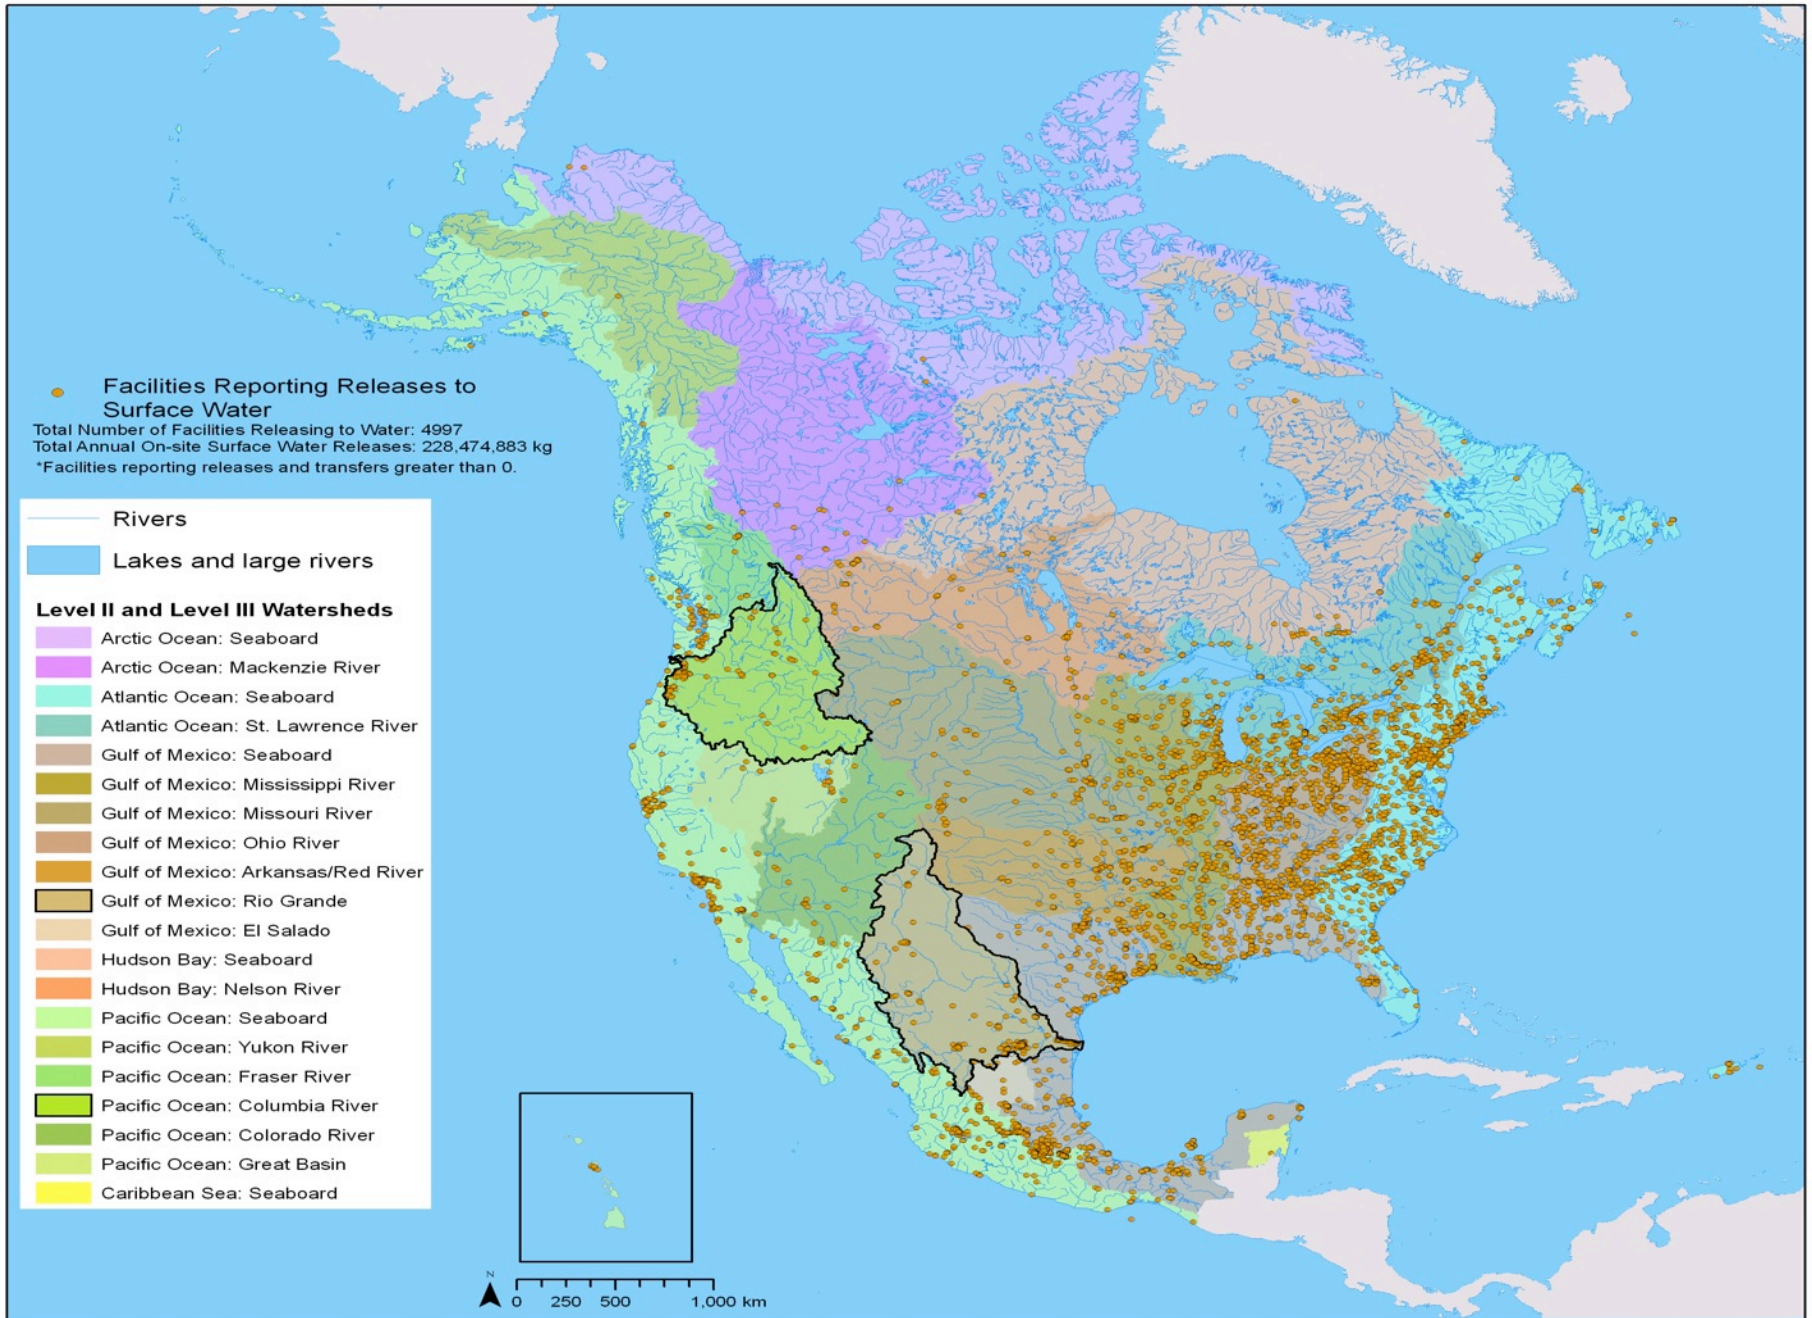 Facilities Reporting Releases to
Surface Water
Total Number of Facilities Releasing to Water: 4997
Total Annual On-site Surface Water Releases: 228,474,883 kg
*Facilities reporting releases and transfers greater than 0.
Rivers
Lakes and large rivers
Level II and Level III Watersheds
Arctic Ocean: Seaboard
Arctic Ocean: Mackenzie River
Atlantic Ocean: Seaboard
Atlantic Ocean: St. Lawrence River
Gulf of Mexico: Seaboard
Gulf of Mexico: Mississippi River
Gulf of Mexico: Missouri River
Gulf of Mexico: Ohio River
Gulf of Mexico: Arkansas/Red River
Gulf of Mexico: Rio Grande
Gulf of Mexico: El Salado
Hudson Bay: Seaboard
Hudson Bay: Nelson River
Pacific Ocean: Seaboard
Pacific Ocean: Yukon River
Pacific Ocean: Fraser River
Pacific Ocean: Columbia River
Pacific Ocean: Colorado River
Pacific Ocean: Great Basin
Caribbean Sea: Seaboard
N
0 250 500 1,000 km